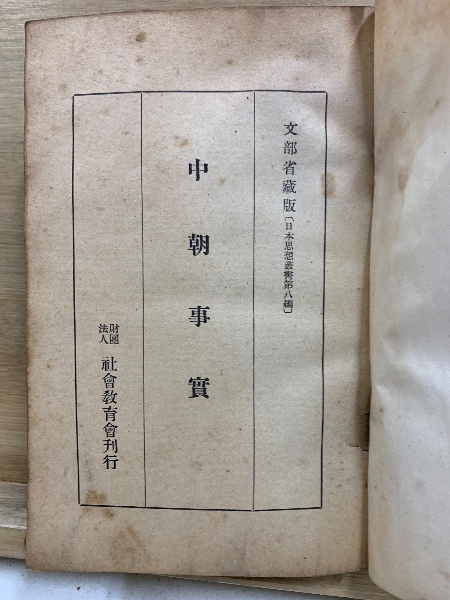 文部省藏版〔日本思想叢書第八編〕
中朝事實
財團法人 社會敎育會刊行